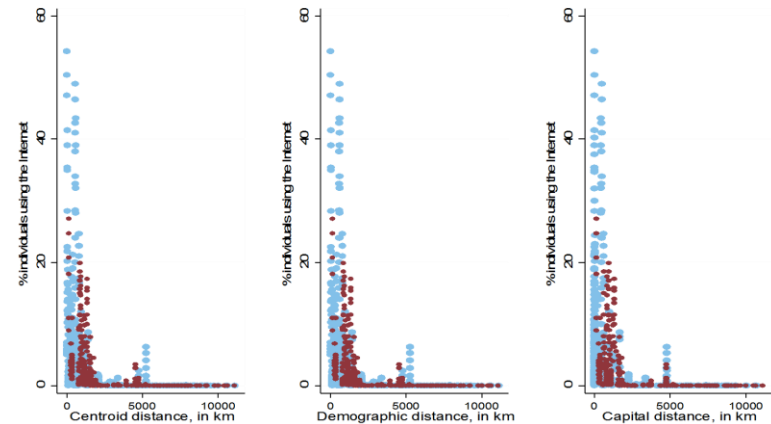 60
40
20
0
%individuals using the Internet
0 5000 10000
Centroid distance, in km
60
40
20
0
%individuals using the Internet
0 5000 10000
Demographic distance, in km
60
40
20
0
%individuals using the Internet
0 5000 10000
Capital distance, in km